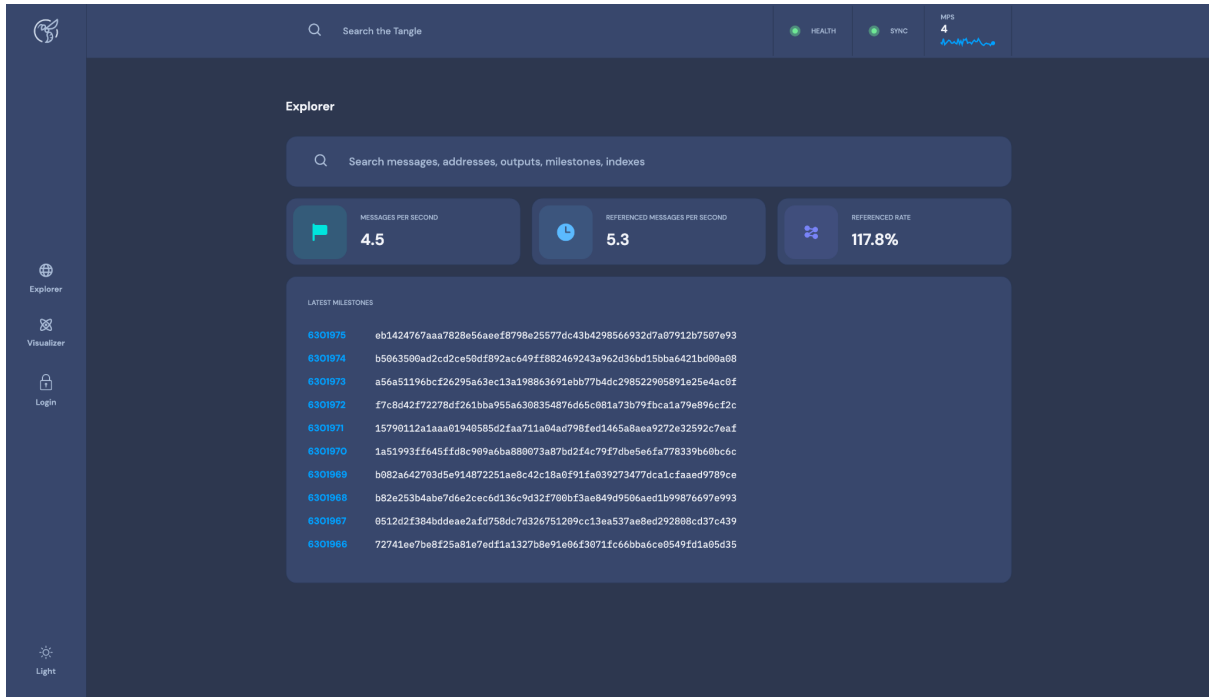 Search the Tangle
HEALTH
SYNC
MPS
4
Explorer
Search messages, addresses, outputs, milestones, indexes
MESSAGES PER SECOND
4.5
REFERENCED MESSAGES PER SECOND
5.3
REFERENCED RATE
117.8%
Explorer
Visualizer
Login
Light
LATEST MILESTONES
6301975 eb1424767aaa7828e56aeef8798e25577dc43b4298566932d7a07912b7507e93
6301974 b5063500ad2cd2ce50df892ac649ff882469243a962d36bd15bba6421bd00a08
6301973 a56a51196bcf26295a63ec13a198863691ebb77b4dc298522905891e25e4ac0f
6301972 f7c8d42f72278df261bba955a6308354876d65c081a73b79fbca1a79e896cf2c
6301971 15790112a1aaa01940585d2faa711a04ad798fed1465a8aea9272e32592c7eaf
6301970 1a51993ff645ffd8c909a6ba880073a87bd2f4c79f7dbe5e6fa778339b60bc6c
6301969 b082a642703d5e914872251ae8c42c18a0f91fa039273477dca1cfaaed9789ce
6301968 b82e253b4abe7d6e2cec6d136c9d32f700bf3ae849d9506aed1b99876697e993
6301967 0512d2f384bddeae2afd758dc7d326751209cc13ea537ae8ed292808cd37c439
6301966 72741ee7be8f25a81e7edf1a1327b8e91e06f3071fc66bba6ce0549fd1a05d35